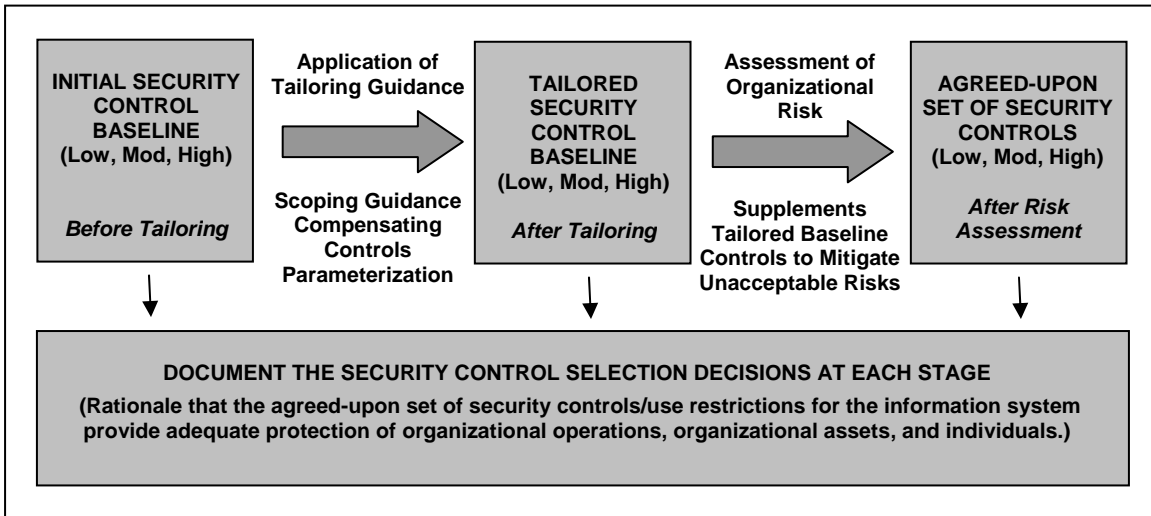 INITIAL SECURITY
CONTROL
BASELINE
(Low, Mod, High)
Before Tailoring
Application of
Tailoring Guidance
Scoping Guidance
Compensating
Controls
Parameterization
TAILORED
SECURITY
CONTROL
BASELINE
(Low, Mod, High)
After Tailoring
Assessment of
Organizational
Risk
Supplements
Tailored Baseline
Controls to Mitigate
Unacceptable Risks
AGREED-UPON
SET OF SECURITY
CONTROLS
(Low, Mod, High)
After Risk
Assessment
DOCUMENT THE SECURITY CONTROL SELECTION DECISIONS AT EACH STAGE
(Rationale that the agreed-upon set of security controls/use restrictions for the information system
provide adequate protection of organizational operations, organizational assets, and individuals.)